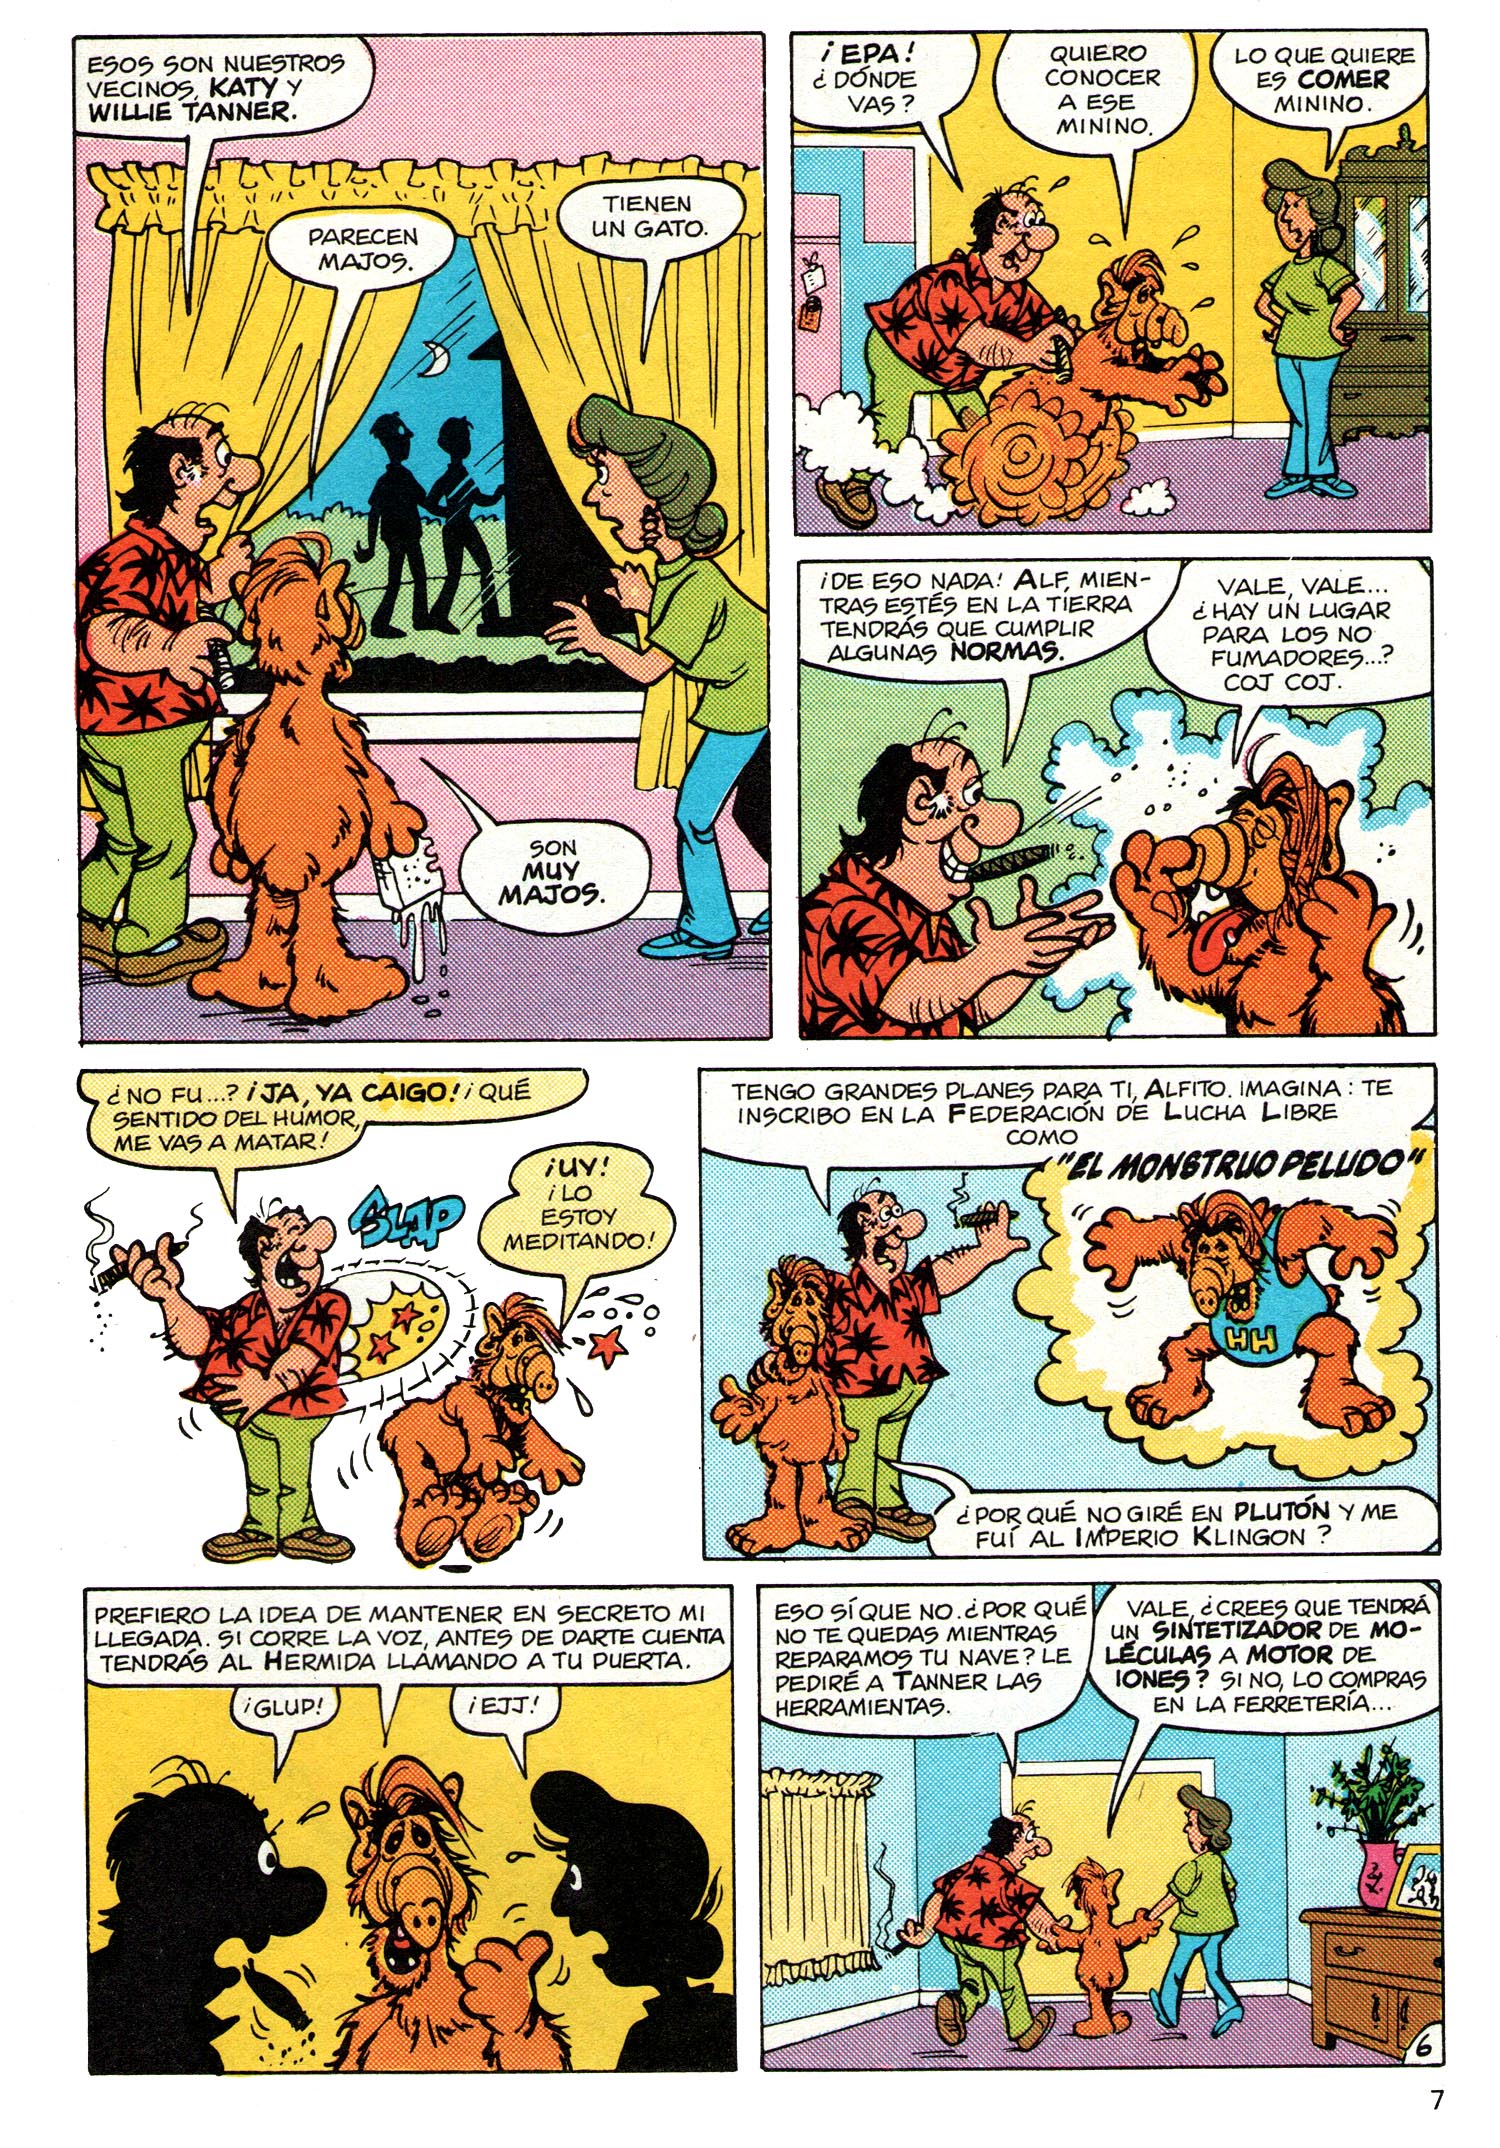 ESOS SON NUESTROS
VECINOS, KATY Y
WILLIE TANNER.
PARECEN
MAJOS.
TIENEN
UN GATO.
SON
MUY
MAJOS.
¡EPA!
¿DÓNDE
VAS?
QUIERO
CONOCER
A ESE
MININO.
LO QUE QUIERE
ES COMER
MININO.
¡DE ESO NADA! ALF, MIEN-
TRAS ESTÉS EN LA TIERRA
TENDRÁS QUE CUMPLIR
ALGUNAS NORMAS.
VALE, VALE...
¿HAY UN LUGAR
PARA LOS NO
FUMADORES...?
COJ COJ.
¿NO FU...? ¡JA, YA CAIGO! ¡QUÉ
SENTIDO DEL HUMOR,
ME VAS A MATAR!
SLAP
¡UY!
¡LO
ESTOY
MEDITANDO!
TENGO GRANDES PLANES PARA TI, ALFITO. IMAGINA: TE
INSCRIBO EN LA FEDERACIÓN DE LUCHA LIBRE
COMO
"EL MONSTRUO PELUDO"
HH
¿POR QUÉ NO GIRÉ EN PLUTÓN Y ME
FUÍ AL IMPERIO KLINGON?
PREFIERO LA IDEA DE MANTENER EN SECRETO MI
LLEGADA. SI CORRE LA VOZ, ANTES DE DARTE CUENTA
TENDRÁS AL HERMIDA LLAMANDO A TU PUERTA.
¡GLUP!
¡EJJ!
ESO SÍ QUE NO. ¿POR QUÉ
NO TE QUEDAS MIENTRAS
REPARAMOS TU NAVE? LE
PEDIRÉ A TANNER LAS
HERRAMIENTAS.
VALE, ¿CREES QUE TENDRÁ
UN SINTETIZADOR DE MO-
LÉCULAS A MOTOR DE
IONES? SI NO, LO COMPRAS
EN LA FERRETERÍA...
6
7